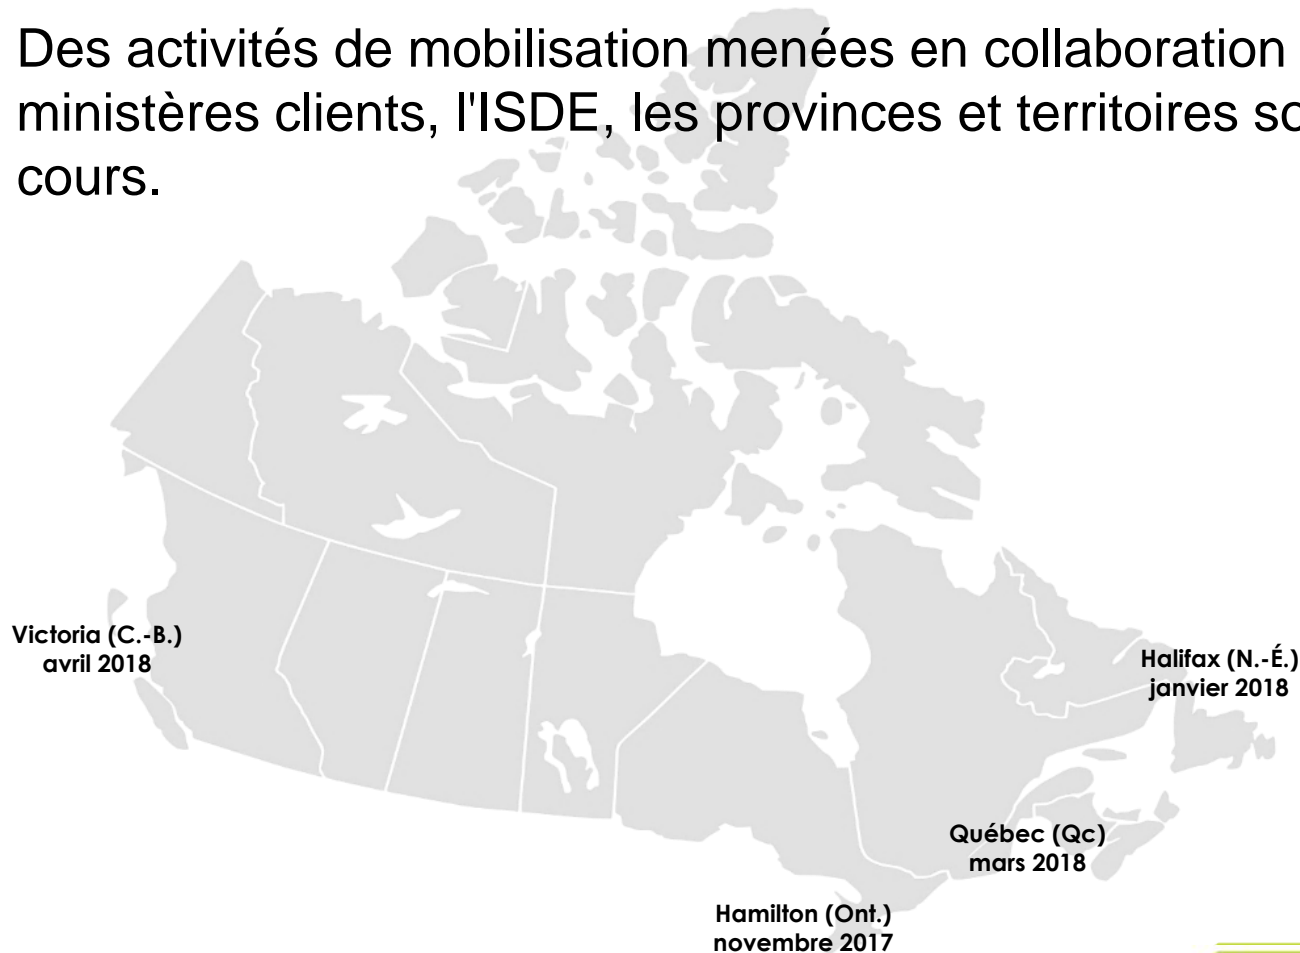 Des activités de mobilisation menées en collaboration
ministères clients, l'ISDE, les provinces et territoires
cours.
Victoria (C.-B.)
avril 2018
Halifax (N.-É.)
janvier 2018
Québec (Qc)
mars 2018
Hamilton (Ont.)
novembre 2017